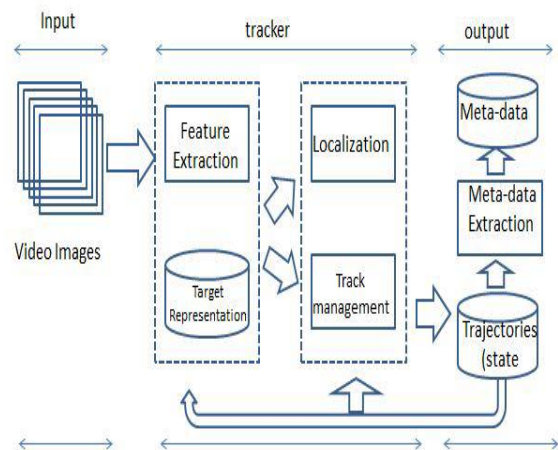 Input
tracker
output
Video Images
Feature
Extraction
Target
Representation
Localization
Track
management
Meta-data
Meta-data
Extraction
Trajectories
(state